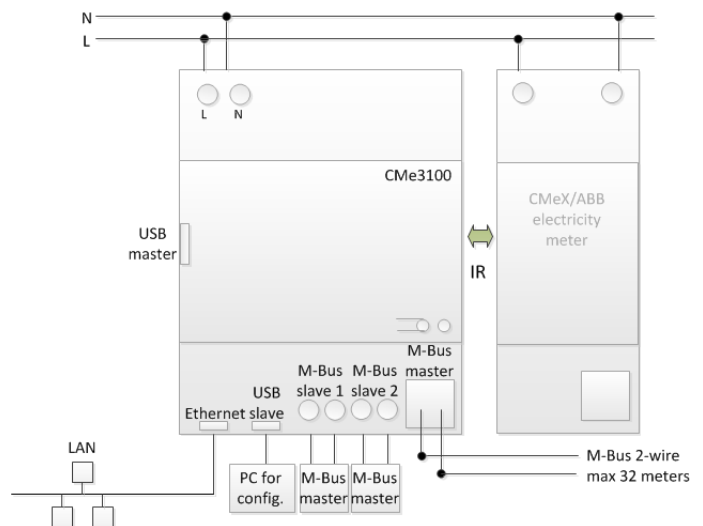 N
L
L N
CMe3100
USB
master
IR
CMeX/ABB
electricity
meter
M-Bus
master
M-Bus
slave 1
M-Bus
slave 2
USB
slave
Ethernet
LAN
PC for
config.
M-Bus
master
M-Bus
master
M-Bus 2-wire
max 32 meters